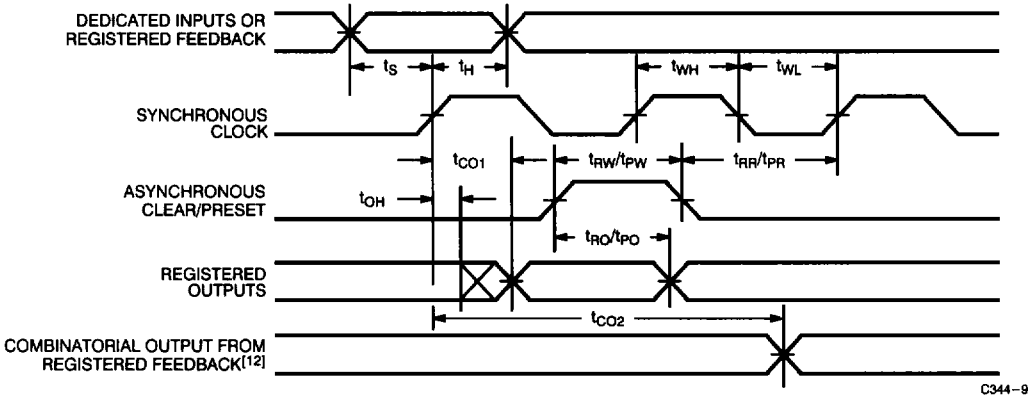 DEDICATED INPUTS OR
REGISTERED FEEDBACK
tS
tH
tWH
tWL
SYNCHRONOUS
CLOCK
tCO1
tRW/tPW
tRR/tPR
ASYNCHRONOUS
CLEAR/PRESET
tOH
tRO/tPO
REGISTERED
OUTPUTS
tCO2
COMBINATORIAL OUTPUT FROM
REGISTERED FEEDBACK[12]
C344-9